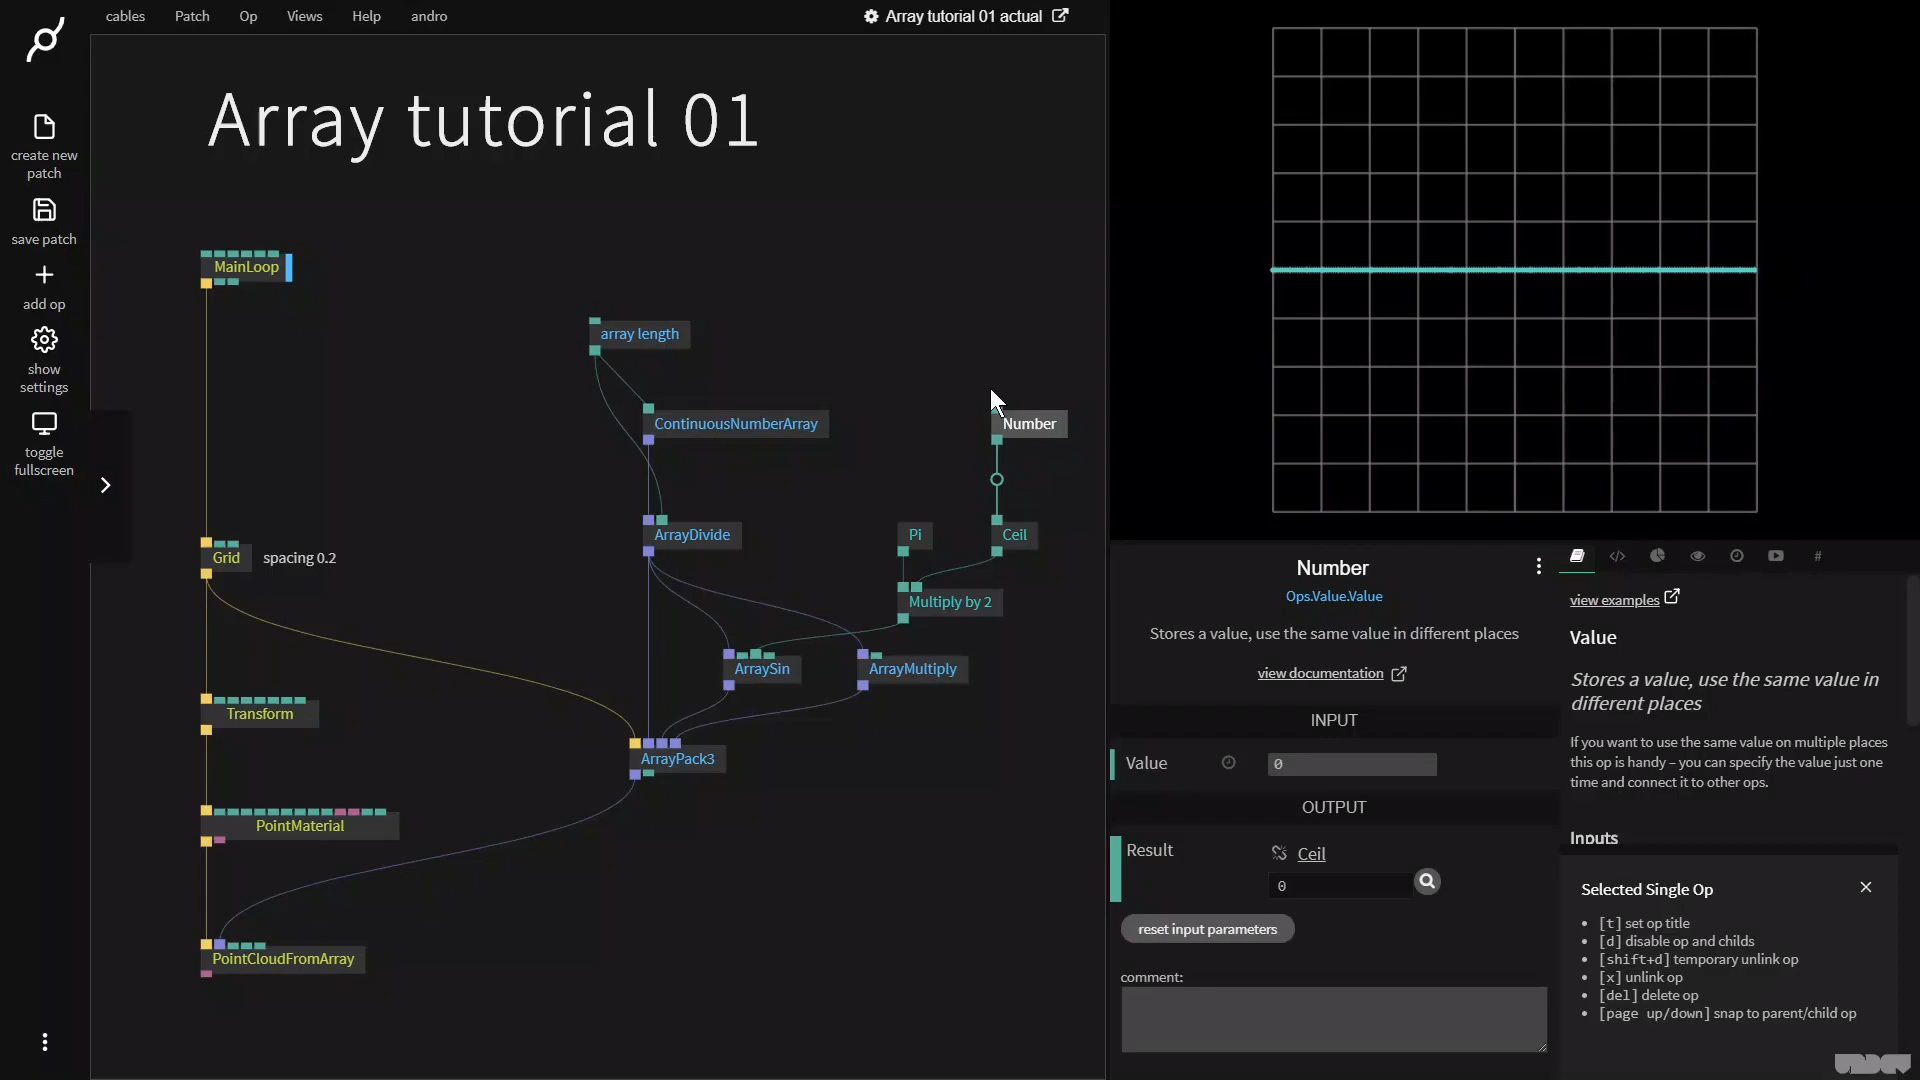 cables
Patch
Op
Views
Help
andro
Array tutorial 01 actual
create new
patch
save patch
add op
show
settings
toggle
fullscreen
Array tutorial 01
MainLoop
array length
ContinuousNumberArray
Number
ArrayDivide
Pi
Ceil
Grid
spacing 0.2
Multiply by 2
ArraySin
ArrayMultiply
Transform
ArrayPack3
PointMaterial
PointCloudFromArray
Number
Ops.Value.Value
Stores a value, use the same value in different places
view documentation
INPUT
Value
0
OUTPUT
Result
Ceil
0
reset input parameters
comment:
#
view examples
Value
Stores a value, use the same value in
different places
If you want to use the same value on multiple places
this op is handy – you can specify the value just one
time and connect it to other ops.
Inputs
Selected Single Op
[t] set op title
[d] disable op and childs
[shift+d] temporary unlink op
[x] unlink op
[del] delete op
[page up/down] snap to parent/child op